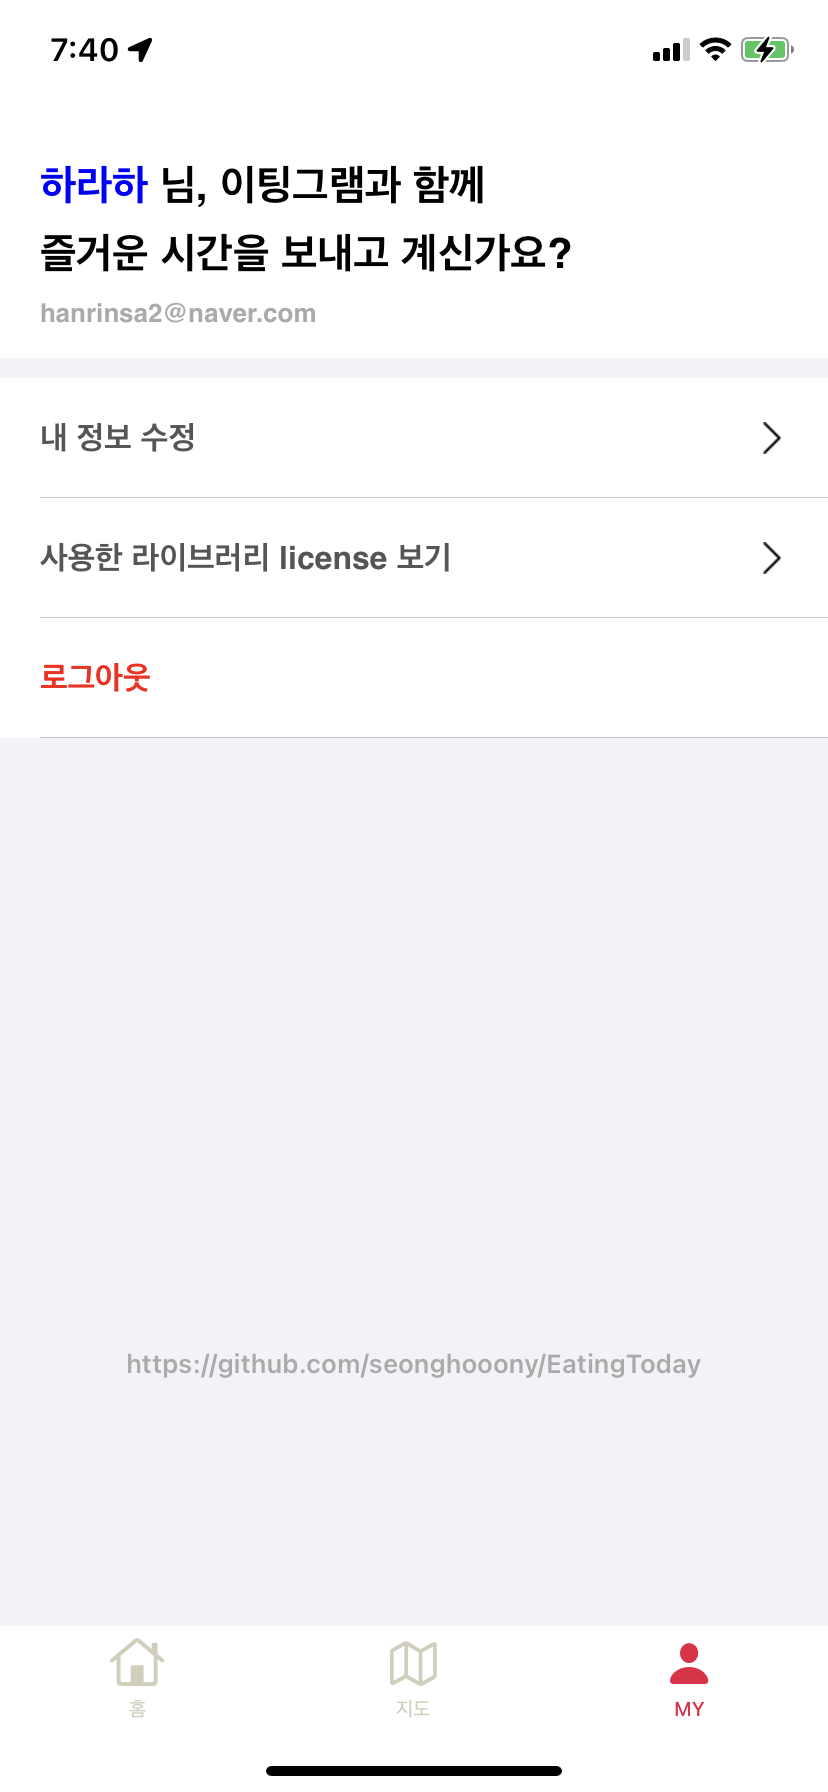 7:40
하라하 님, 이팅그램과 함께
즐거운 시간을 보내고 계신가요?
hanrinsa2@naver.com
내 정보 수정
사용한 라이브러리 license 보기
로그아웃
https://github.com/seonghooony/EatingToday
홈
지도
MY